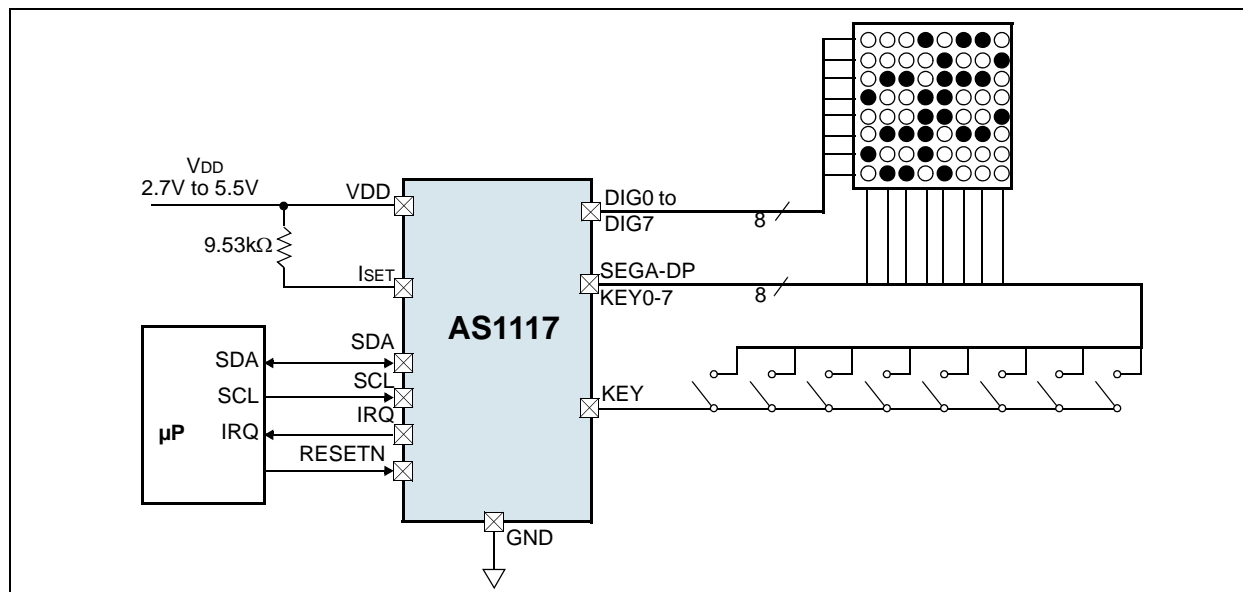 VDD
2.7V to 5.5V
9.53kΩ
VDD
ISET
SDA
SCL
IRQ
RESETN
µP
SDA
SCL
IRQ
AS1117
GND
DIG0 to
DIG7
8
SEGA-DP
KEY0-7
8
KEY